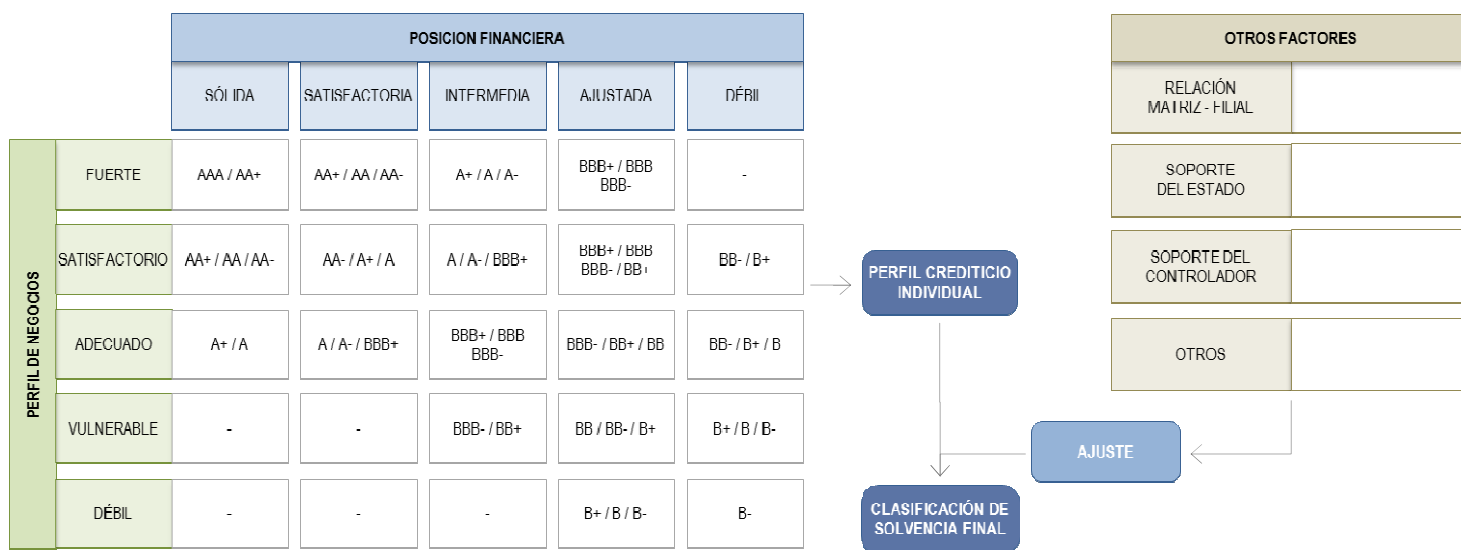 POSICION FINANCIERA
SÓLIDA
SATISFACTORIA
INTERMEDIA
AJUSTADA
DÉBIL
PERFIL DE NEGOCIOS
FUERTE
AAA / AA+
AA+ / AA / AA-
A+ / A / A-
BBB+ / BBB
BBB-
-
SATISFACTORIO
AA+ / AA / AA-
AA- / A+ / A
A / A- / BBB+
BBB+ / BBB
BBB- / BB+
BB- / B+
ADECUADO
A+ / A
A / A- / BBB+
BBB+ / BBB
BBB-
BBB- / BB+ / BB
BB- / B+ / B
VULNERABLE
-
-
BBB- / BB+
BB / BB- / B+
B+ / B / B-
DÉBIL
-
-
-
B+ / B / B-
B-
PERFIL CREDITICIO
INDIVIDUAL
CLASIFICACIÓN DE
SOLVENCIA FINAL
AJUSTE
OTROS FACTORES
RELACIÓN
MATRIZ - FILIAL
SOPORTE
DEL ESTADO
SOPORTE DEL
CONTROLADOR
OTROS